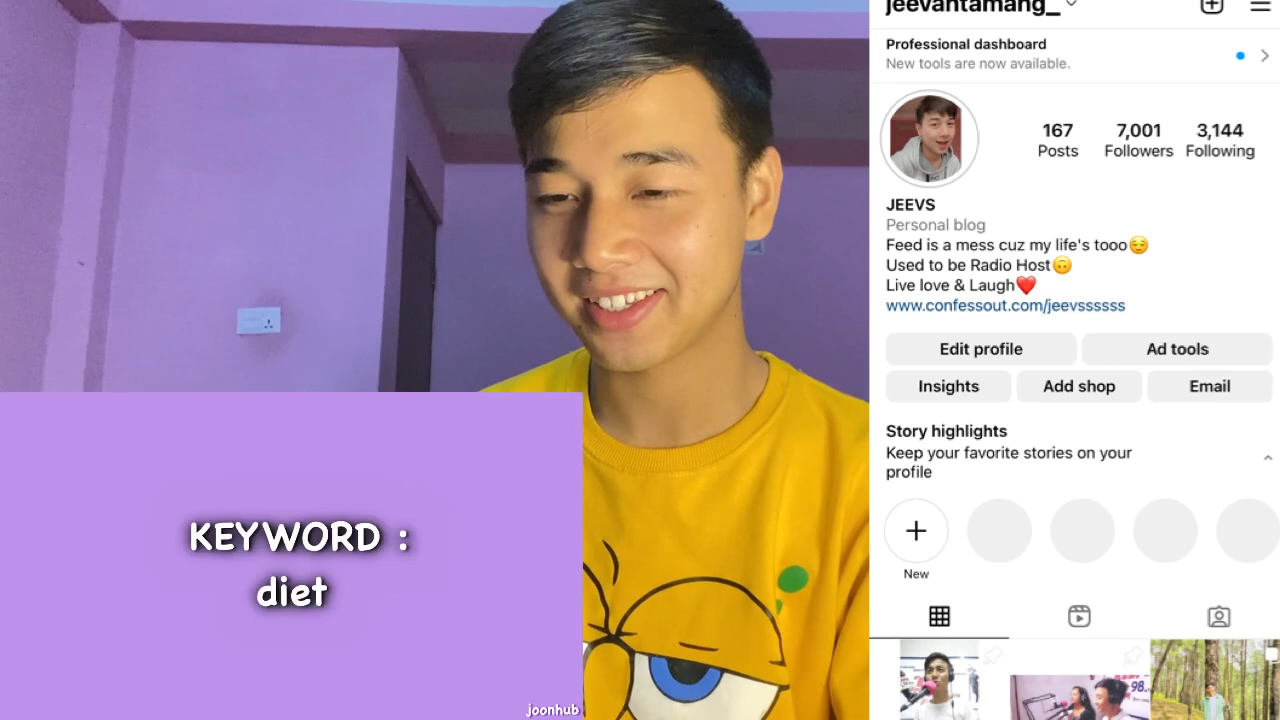 KEYWORD :
diet
joonhub
jeevantamang_
Professional dashboard
New tools are now available.
167
7,001
3,144
Posts
Followers
Following
JEEVS
Personal blog
Feed is a mess cuz my life's tooo😌
Used to be Radio Host🙃
Live love & Laugh❤️
www.confessout.com/jeevssssss
Edit profile
Ad tools
Insights
Add shop
Email
Story highlights
Keep your favorite stories on your
profile
New
98.